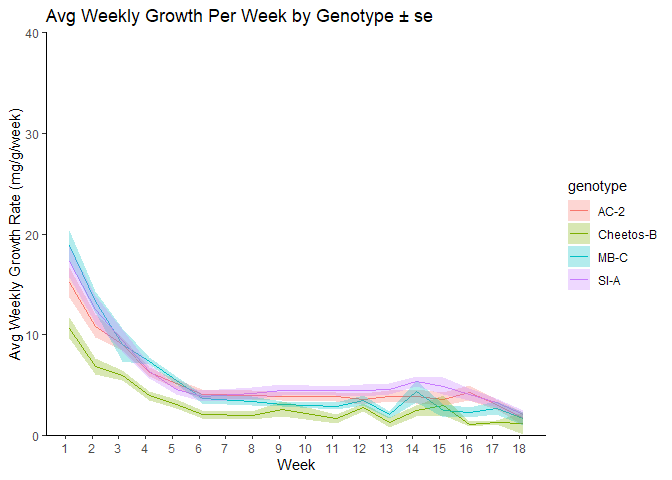 Avg Weekly Growth Per Week by Genotype ± se
Avg Weekly Growth Rate (mg/g/week)
40
30
20
10
0
1 2 3 4 5 6 7 8 9 10 11 12 13 14 15 16 17 18
Week
genotype
AC-2
Cheetos-B
MB-C
SI-A